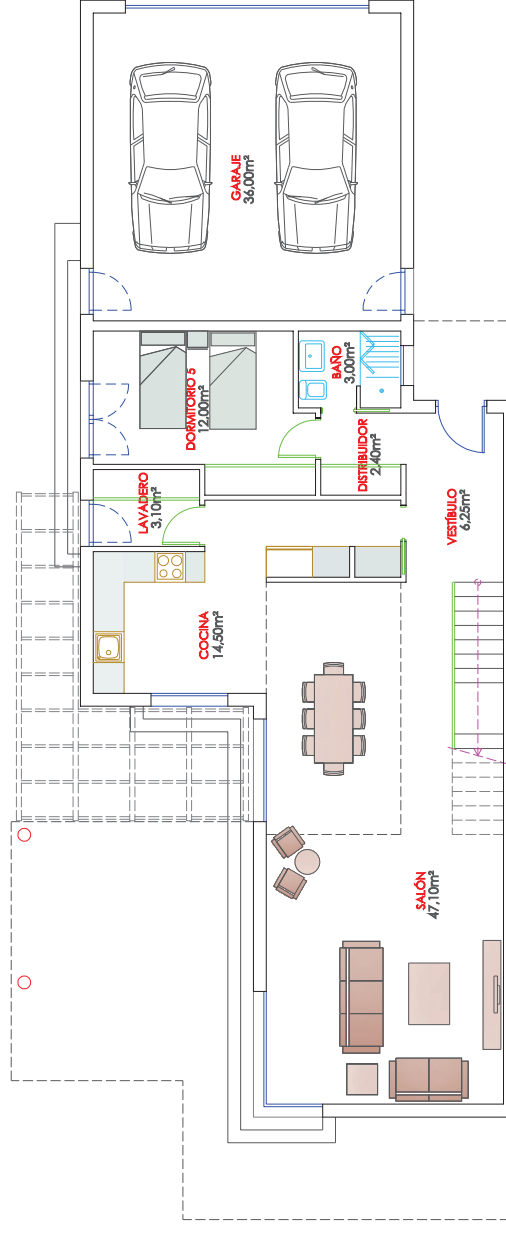 GARAJE
36,00m²
BAÑO
3,00m²
DORMITORIO 5
12,00m²
DISTRIBUIDOR
2,40m²
LAVADERO
3,10m²
VESTÍBULO
6,25m²
COCINA
14,50m²
SALÓN
47,10m²